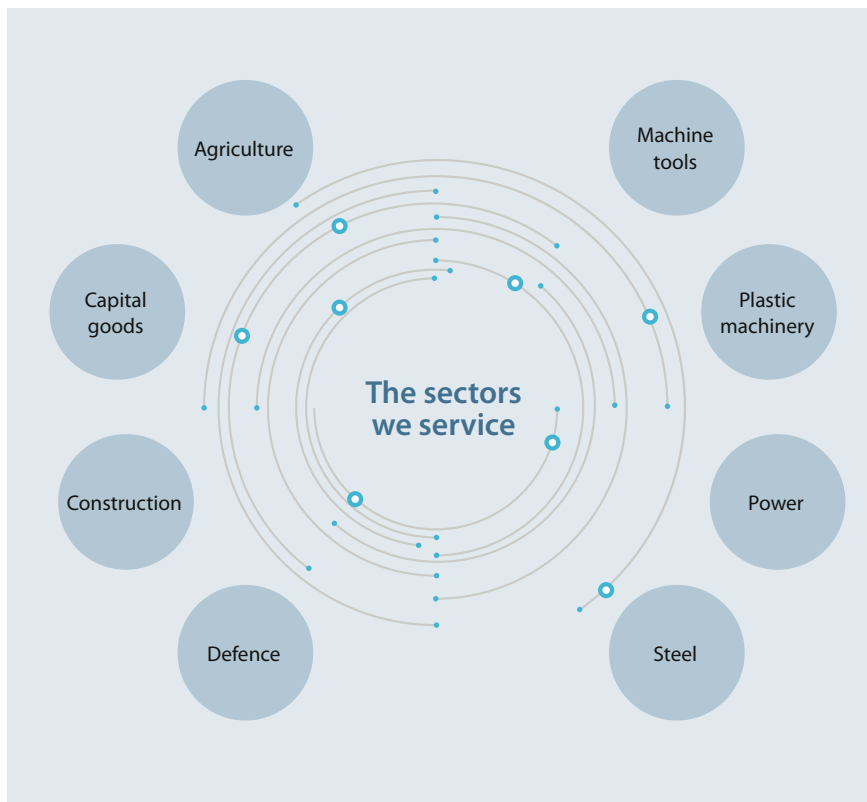 Agriculture
Machine
tools
Capital
goods
Plastic
machinery
The sectors
we service
Construction
Power
Defence
Steel